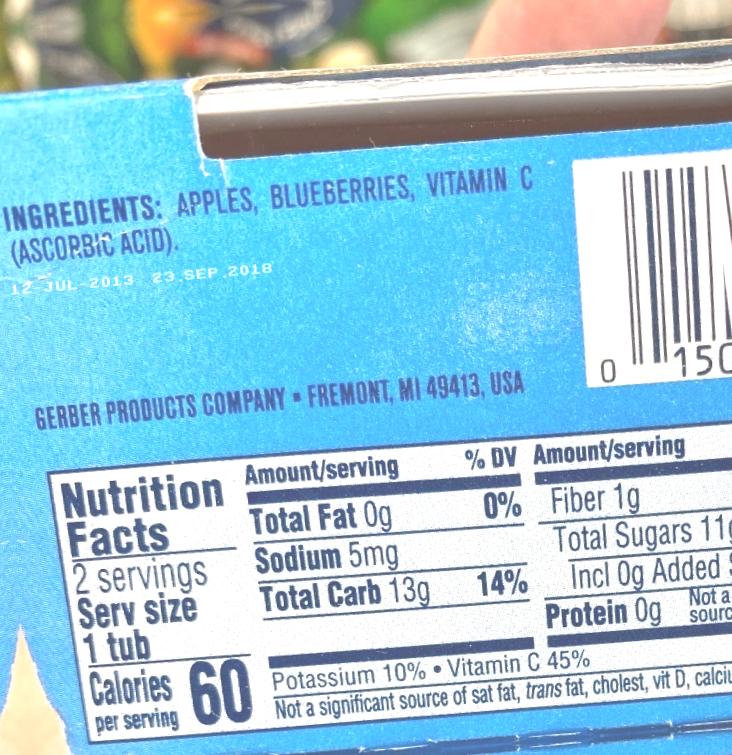 INGREDIENTS: APPLES, BLUEBERRIES, VITAMIN C
(ASCORBIC ACID).
12-JUL-2013 23.SEP.2018
0 150
GERBER PRODUCTS COMPANY ▪ FREMONT, MI 49413, USA
Nutrition
Facts
2 servings
Serv size
1 tub
Calories 60
per serving
Amount/serving % DV
Total Fat 0g 0%
Sodium 5mg
Total Carb 13g 14%
Amount/serving
Fiber 1g
Total Sugars 11g
Incl 0g Added
Protein 0g Not a
Potassium 10% • Vitamin C 45%
Not a significant source of sat fat, trans fat, cholest, vit D,